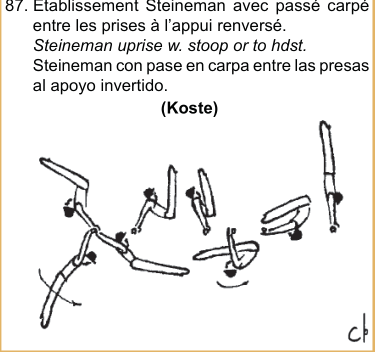 87. Établissement Steineman avec passé carpé
entre les prises à l'appui renversé.
Steineman uprise w. stoop or to hdst.
Steineman con pase en carpa entre las presas
al apoyo invertido.
(Koste)
cb